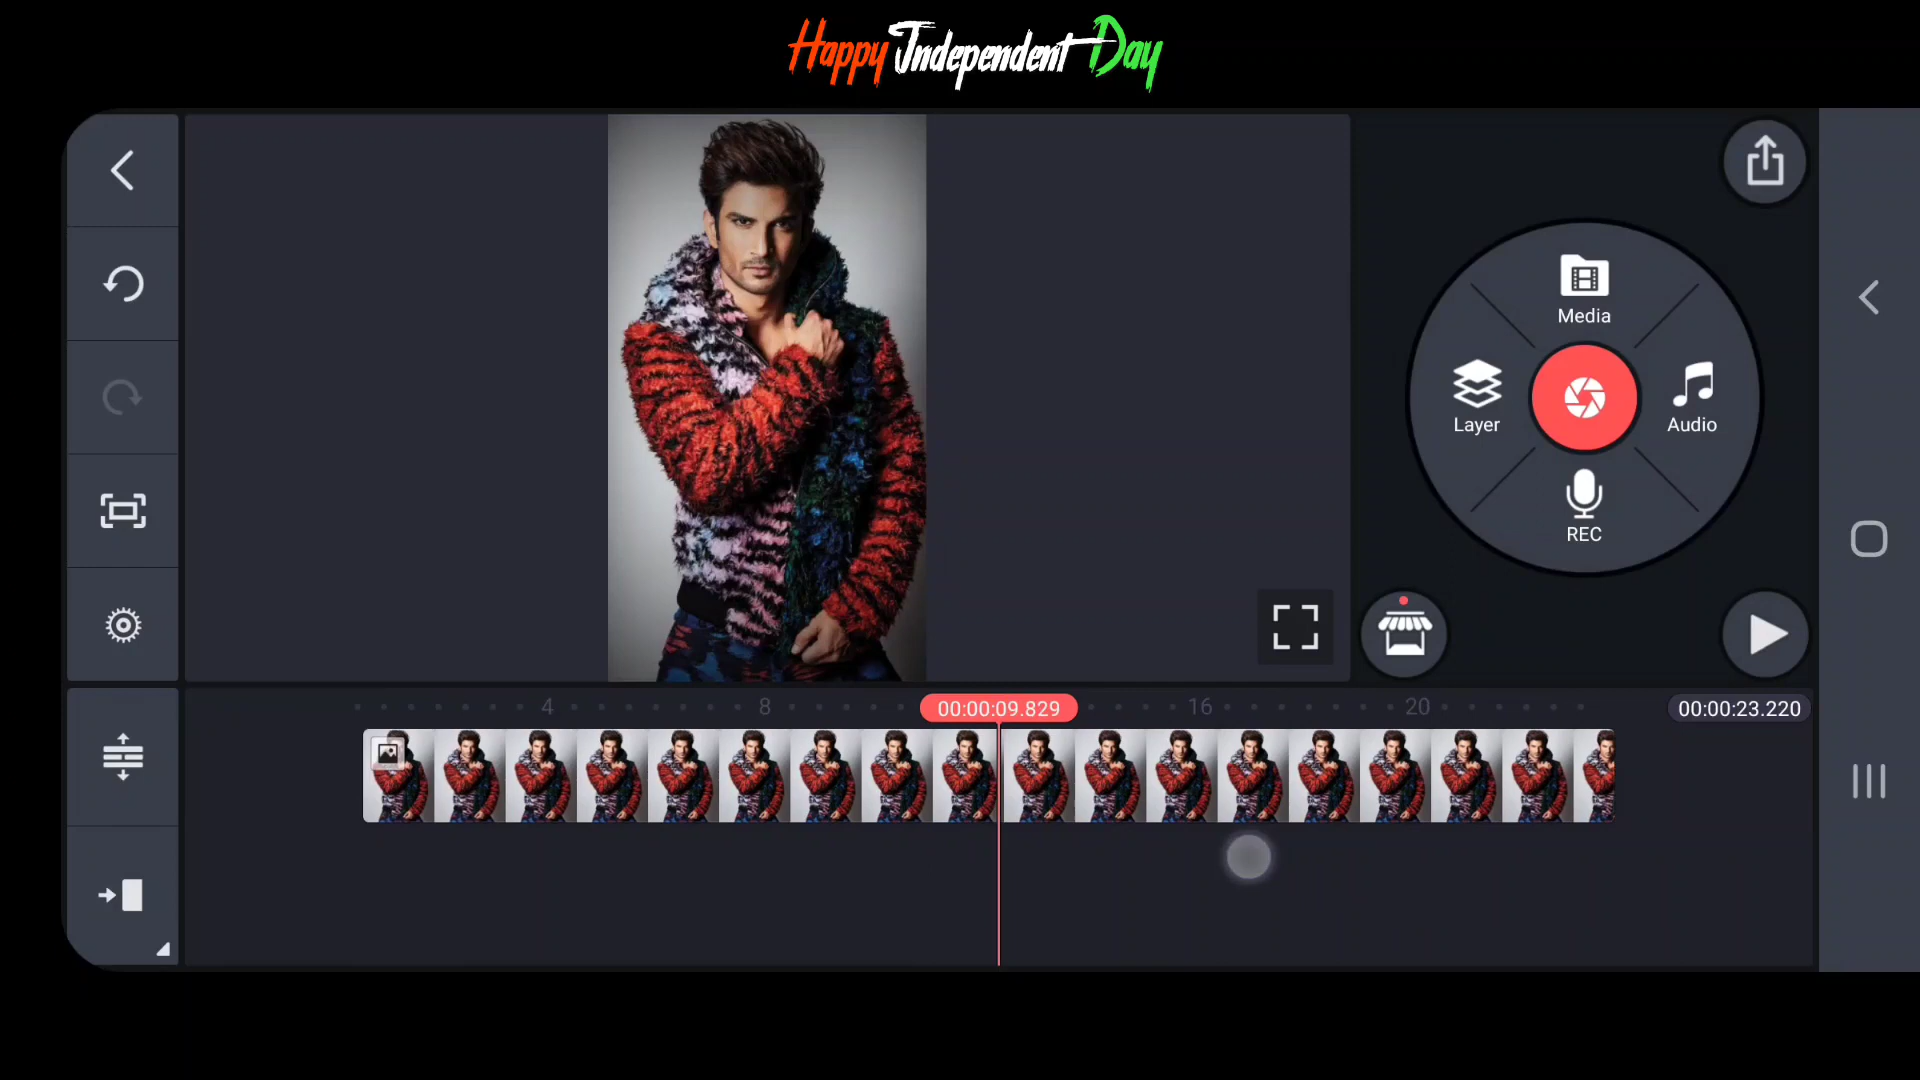 Happy Independent Day
Media
Layer
Audio
REC
4
8
00:00:09.829
16
20
00:00:23.220